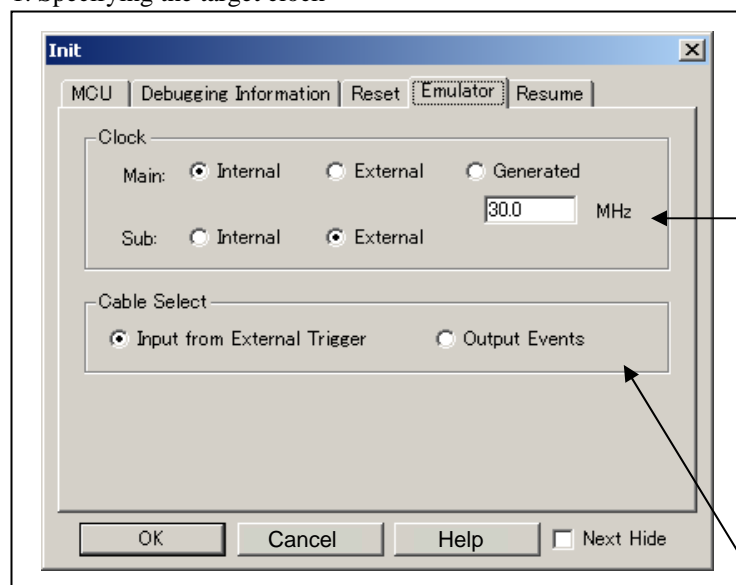 1. Specifying the target clock
Init
MCU Debugging Information Reset Emulator Resume
Clock
Main: Internal External Generated
30.0 MHz
Sub: Internal External
Cable Select
Input from External Trigger Output Events
OK Cancel Help Next Hide